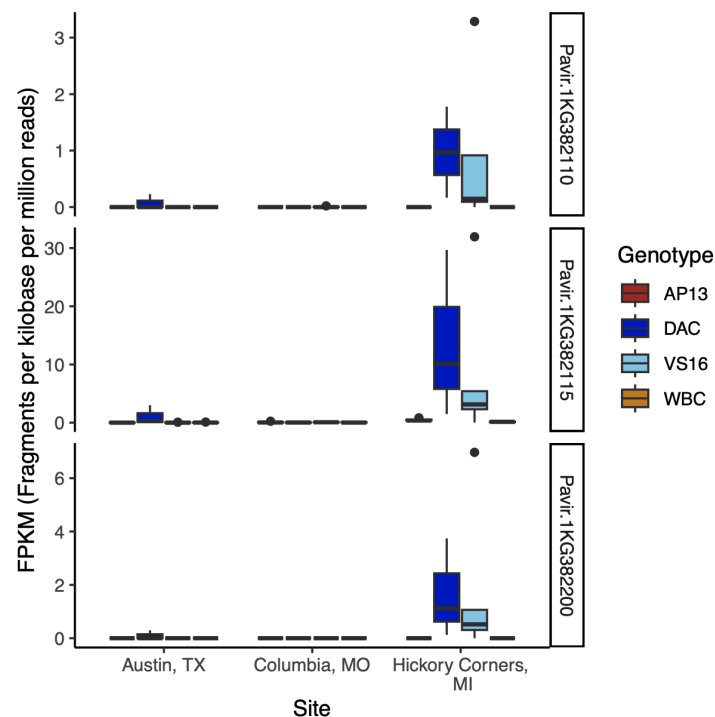 FPKM (Fragments per kilobase per million reads)
3
2
1
0
Pavir.1KG382110
30
20
10
0
Pavir.1KG382115
6
4
2
0
Pavir.1KG382200
Austin, TX
Columbia, MO
Hickory Corners,
MI
Site
Genotype
AP13
DAC
VS16
WBC